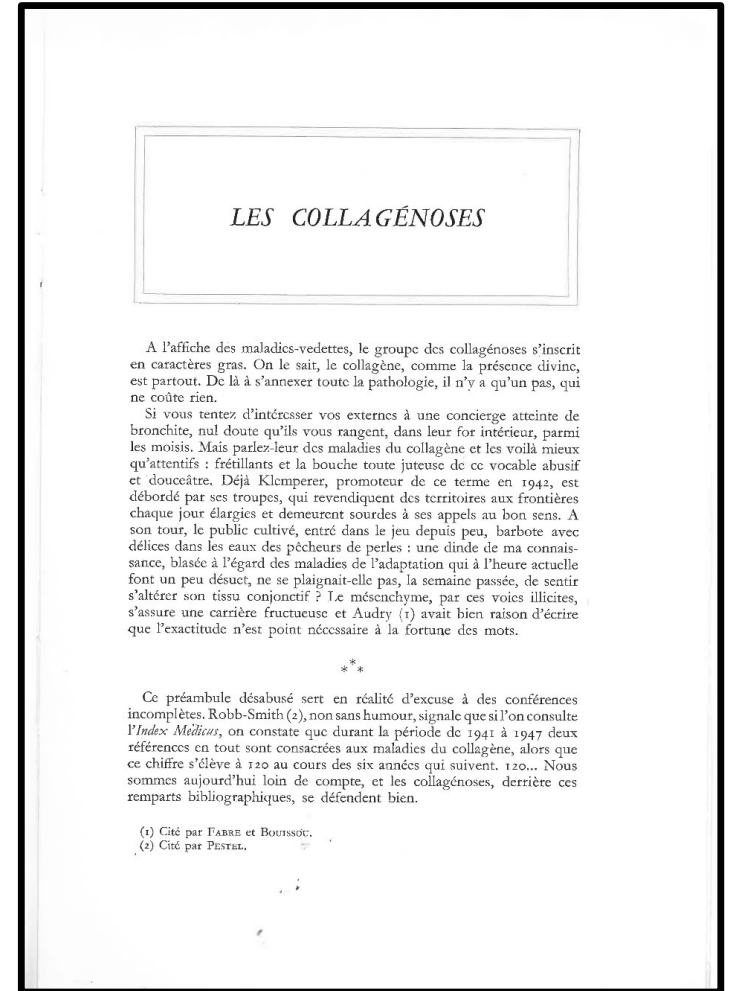 LES COLLAGÉNOSES
A l'affiche des maladies-vedettes, le groupe des collagénoses s'inscrit
en caractères gras. On le sait, le collagène, comme la présence divine,
est partout. De là à s'annexer toute la pathologie, il n'y a qu'un pas, qui
ne coûte rien.
Si vous tentez d'intéresser vos externes à une concierge atteinte de
bronchite, nul doute qu'ils vous rangent, dans leur for intérieur, parmi
les moisis. Mais parlez-leur des maladies du collagène et les voilà mieux
qu'attentifs : frétillants et la bouche toute juteuse de ce vocable abusif
et douceâtre. Déjà Klemperer, promoteur de ce terme en 1942, est
débordé par ses troupes, qui revendiquent des territoires aux frontières
chaque jour élargies et demeurent sourdes à ses appels au bon sens. A
son tour, le public cultivé, entré dans le jeu depuis peu, barbote avec
délices dans les eaux des pêcheurs de perles : une dinde de ma connais-
sance, blasée à l'égard des maladies de l'adaptation qui à l'heure actuelle
font un peu désuet, ne se plaignait-elle pas, la semaine passée, de sentir
s'altérer son tissu conjonctif ? Le mésenchyme, par ces voies illicites,
s'assure une carrière fructueuse et Audry (1) avait bien raison d'écrire
que l'exactitude n'est point nécessaire à la fortune des mots.
***
Ce préambule désabusé sert en réalité d'excuse à des conférences
incomplètes. Robb-Smith (2), non sans humour, signale que si l'on consulte
l'Index Medicus, on constate que durant la période de 1941 à 1947 deux
références en tout sont consacrées aux maladies du collagène, alors que
ce chiffre s'élève à 120 au cours des six années qui suivent. 120... Nous
sommes aujourd'hui loin de compte, et les collagénoses, derrière ces
remparts bibliographiques, se défendent bien.
(1) Cité par FABRE et BOUISSOU.
(2) Cité par PESTEL.